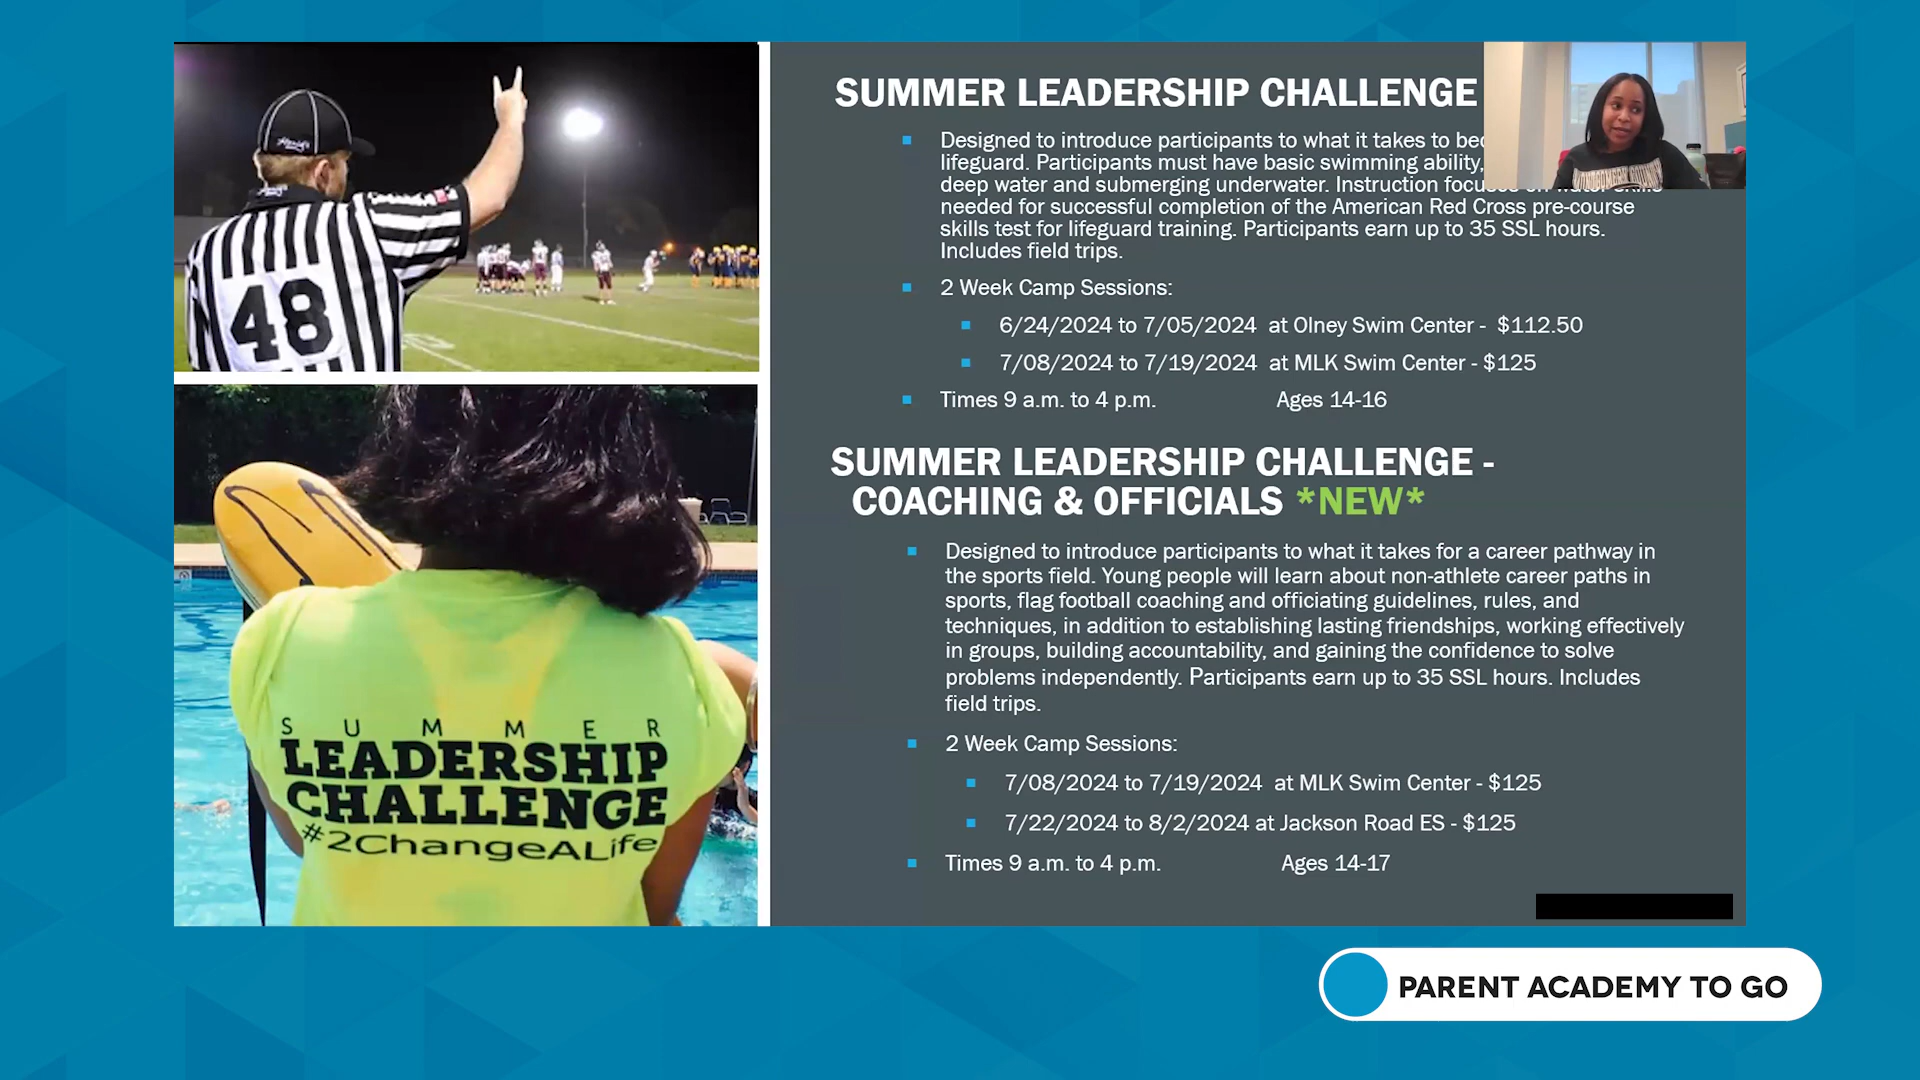 SUMMER LEADERSHIP CHALLENGE
Designed to introduce participants to what it takes to
lifeguard. Participants must have basic swimming ability,
deep water and submerging underwater. Instruction
needed for successful completion of the American Red Cross pre-course
skills test for lifeguard training. Participants earn up to 35 SSL hours.
Includes field trips.
2 Week Camp Sessions:
6/24/2024 to 7/05/2024 at Olney Swim Center - $112.50
7/08/2024 to 7/19/2024 at MLK Swim Center - $125
Times 9 a.m. to 4 p.m. Ages 14-16
SUMMER LEADERSHIP CHALLENGE -
COACHING & OFFICIALS *NEW*
Designed to introduce participants to what it takes for a career pathway in
the sports field. Young people will learn about non-athlete career paths in
sports, flag football coaching and officiating guidelines, rules, and
techniques, in addition to establishing lasting friendships, working effectively
in groups, building accountability, and gaining the confidence to solve
problems independently. Participants earn up to 35 SSL hours. Includes
field trips.
2 Week Camp Sessions:
7/08/2024 to 7/19/2024 at MLK Swim Center - $125
7/22/2024 to 8/2/2024 at Jackson Road ES - $125
Times 9 a.m. to 4 p.m. Ages 14-17
48
SUMMER
LEADERSHIP
CHALLENGE
#2ChangeALife
PARENT ACADEMY TO GO